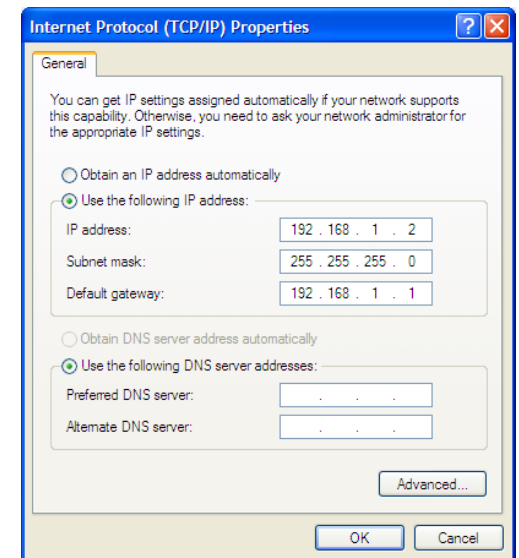 Internet Protocol (TCP/IP) Properties
General
You can get IP settings assigned automatically if your network supports
this capability. Otherwise, you need to ask your network administrator for
the appropriate IP settings.
Obtain an IP address automatically
Use the following IP address:
IP address: 192 . 168 . 1 . 2
Subnet mask: 255 . 255 . 255 . 0
Default gateway: 192 . 168 . 1 . 1
Obtain DNS server address automatically
Use the following DNS server addresses:
Preferred DNS server: . . .
Alternate DNS server: . . .
Advanced...
OK Cancel